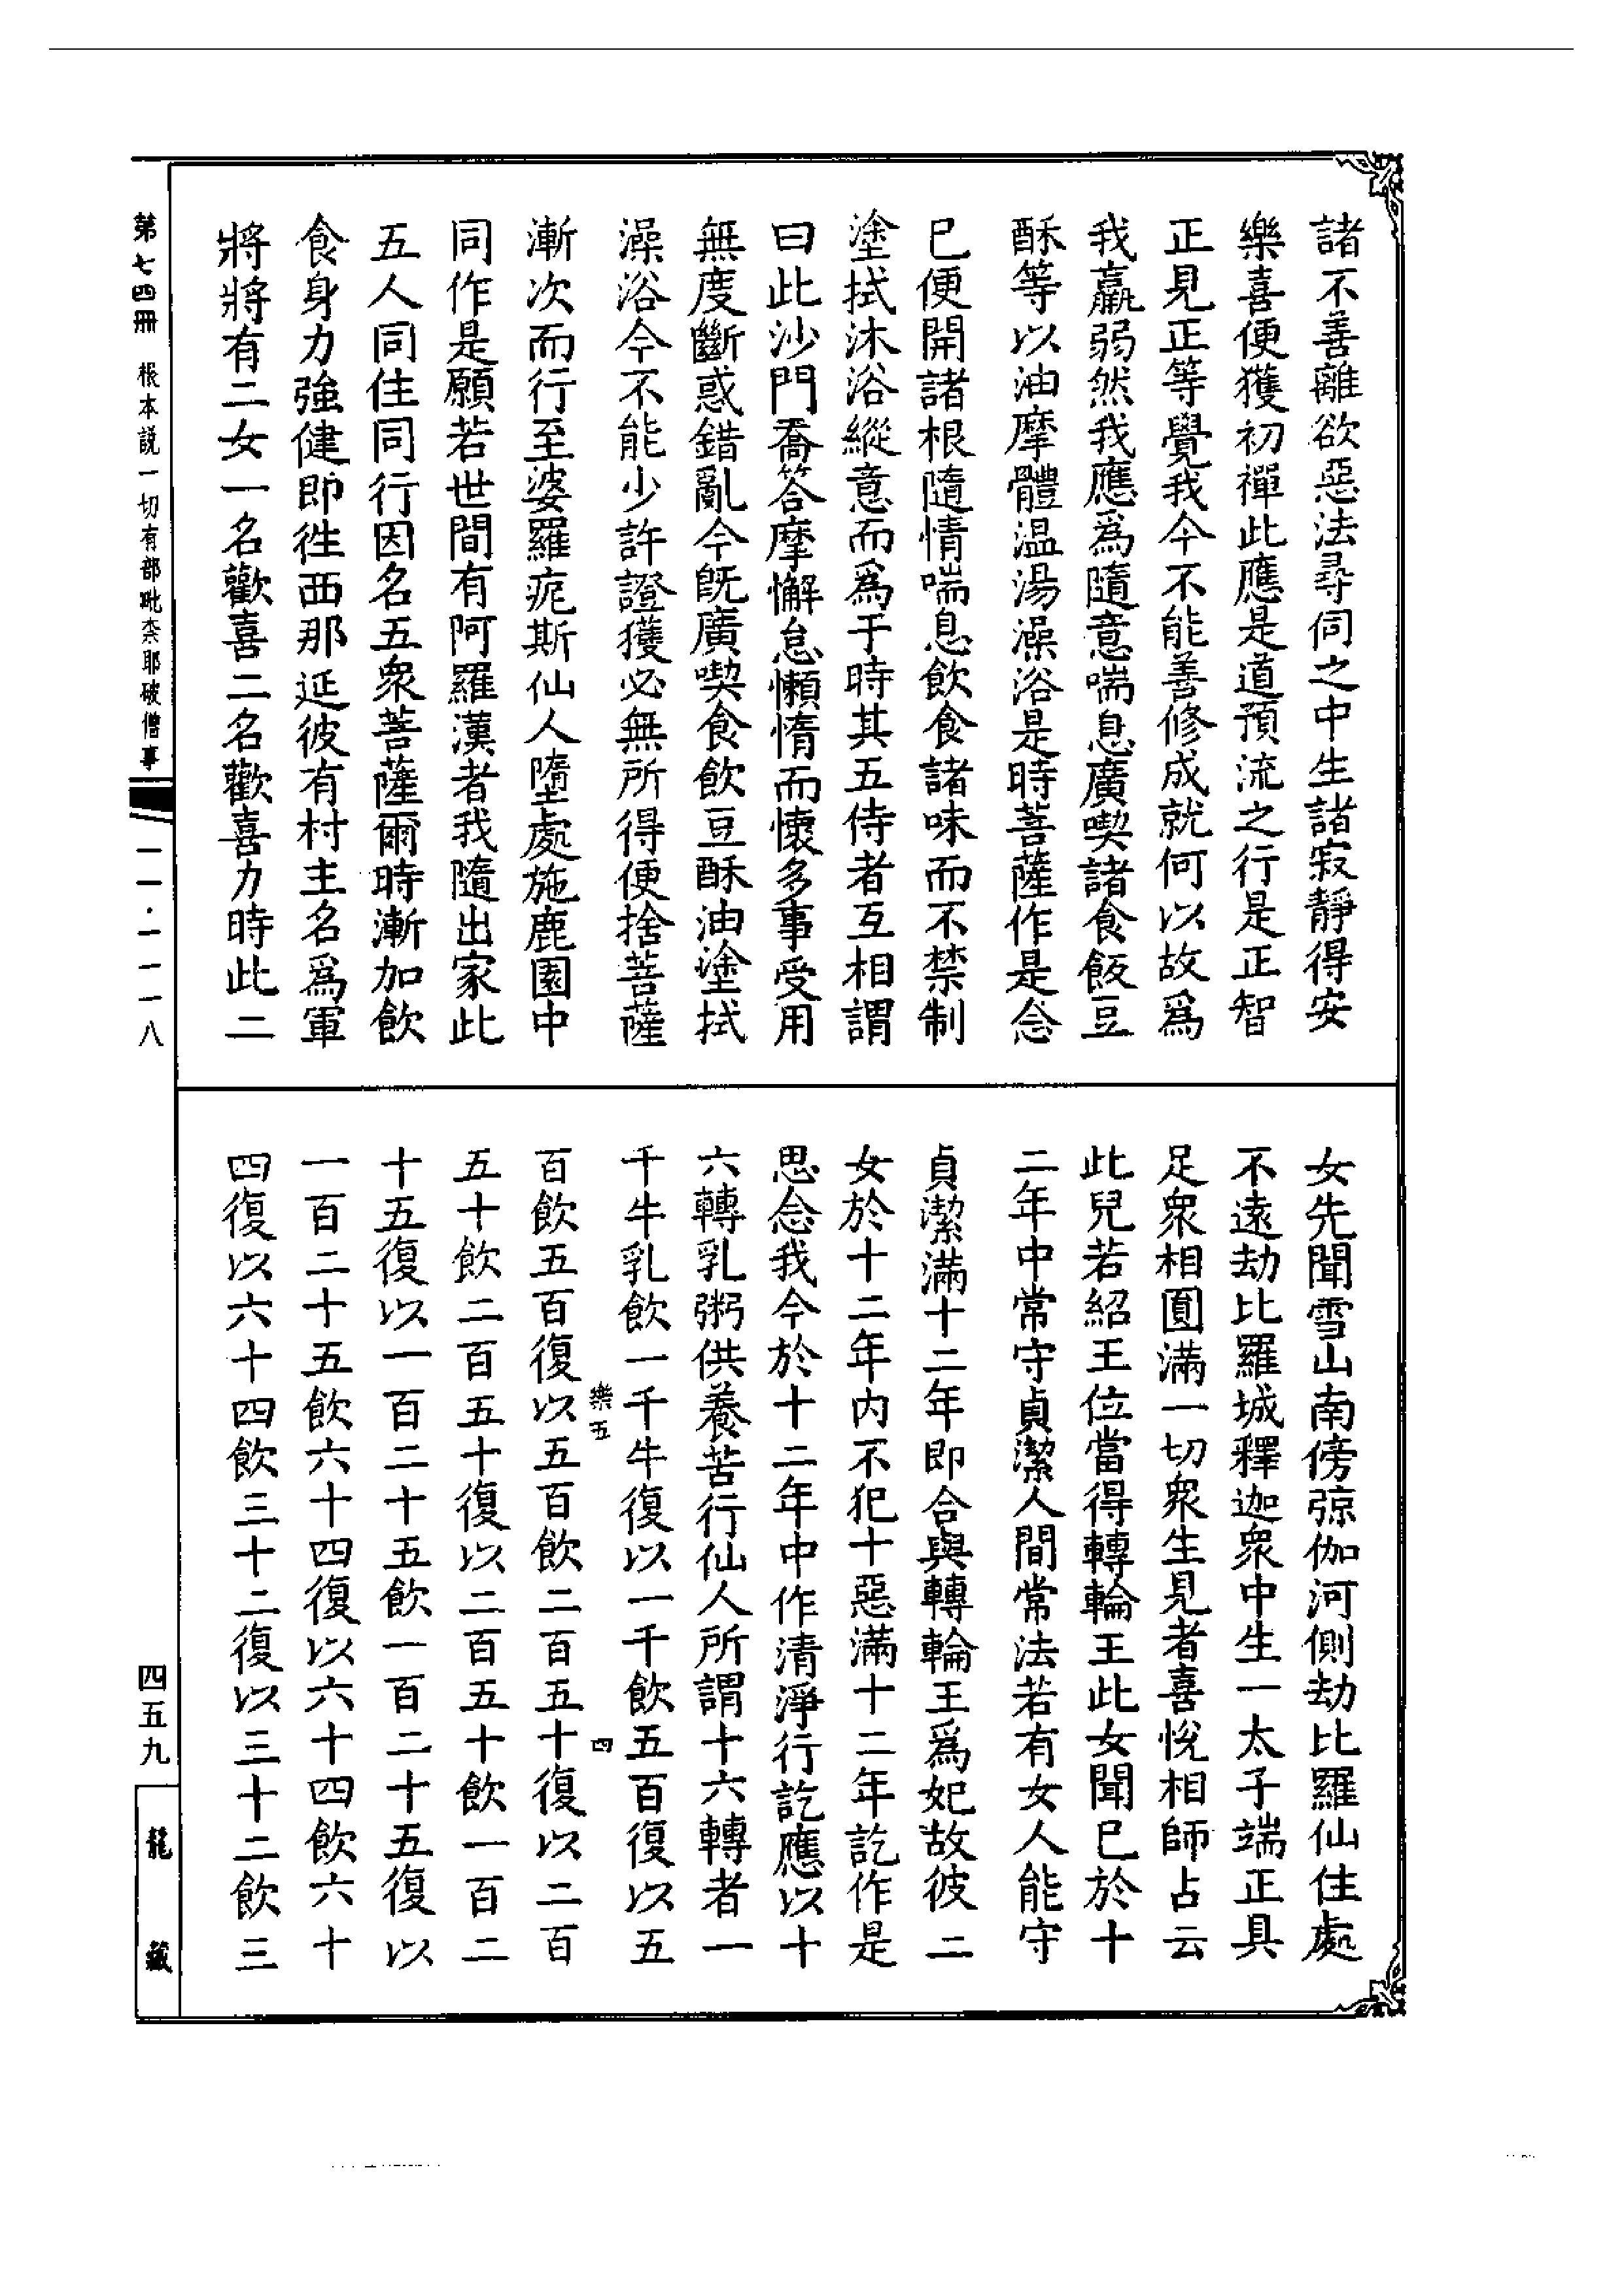 諸不善離欲惡法尋伺之中生諸寂靜得安
樂喜便獲初禪此應是道預流之行是正智
正見正等覺我今不能善修成就何以故爲
我羸弱然我應爲隨意喘息廣喫諸食飯豆
酥等以油摩體温湯澡浴是時菩薩作是念
已便開諸根隨情喘息飲食諸味而不禁制
塗拭沐浴縱意而爲于時其五侍者互相謂
曰此沙門喬答摩懈怠懶惰而懷多事受用
無度斷惑錯亂今旣廣喫食飲豆酥油塗拭
澡浴今不能少許證獲必無所得便捨菩薩
漸次而行至婆羅痆斯仙人墮處施鹿園中
同作是願若世間有阿羅漢者我隨出家此
五人同住同行因名五衆菩薩爾時漸加飲
食身力強健即徃西那延彼有村主名爲軍
將將有二女一名歡喜二名歡喜力時此二
女先聞雪山南傍弶伽河側劫比羅仙住處
不遠劫比羅城釋迦衆中生一太子端正具
足衆相圓滿一切衆生見者喜悅相師占云
此兒若紹王位當得轉輪王此女聞已於十
二年中常守貞潔人間常法若有女人能守
貞潔滿十二年即合與轉輪王爲妃故彼二
女於十二年內不犯十惡滿十二年訖作是
思念我今於十二年中作清淨行訖應以十
六轉乳粥供養苦行仙人所謂十六轉者一
千牛乳飲一千牛復以一千飲五百復以五
樂五 四
百飲五百復以五百飲二百五十復以二百
五十飲二百五十復以二百五十飲一百二
十五復以一百二十五飲一百二十五復以
一百二十五飲六十四復以六十四飲六十
四復以六十四飲三十二復以三十二飲三
第七四冊 根本說一切有部毗柰耶破僧事
一一·一一一八
四五九
龍藏